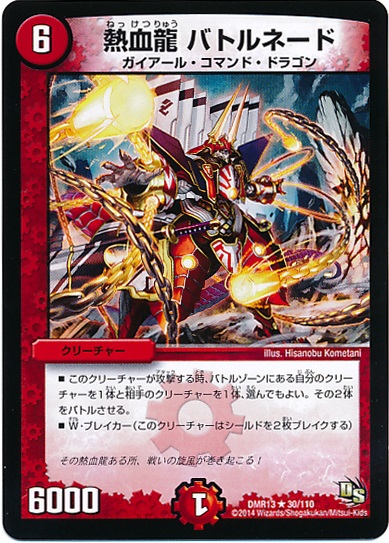 6
ねっけつりゅう
熱血龍 バトルネード
ガイアール・コマンド・ドラゴン
クリーチャー
illus. Hisanobu Kometani
■ このクリーチャーが攻撃する時、バトルゾーンにある自分のクリー
チャーを1体と相手のクリーチャーを1体、選んでもよい。その2体
をバトルさせる。
■ W・ブレイカー(このクリーチャーはシールドを2枚ブレイクする)
その熱血龍ある所、戦いの旋風が巻き起こる!
6000
1
DS
DMR13 ★ 30/110
©2014 Wizards/Shogakukan/Mitsui-Kids